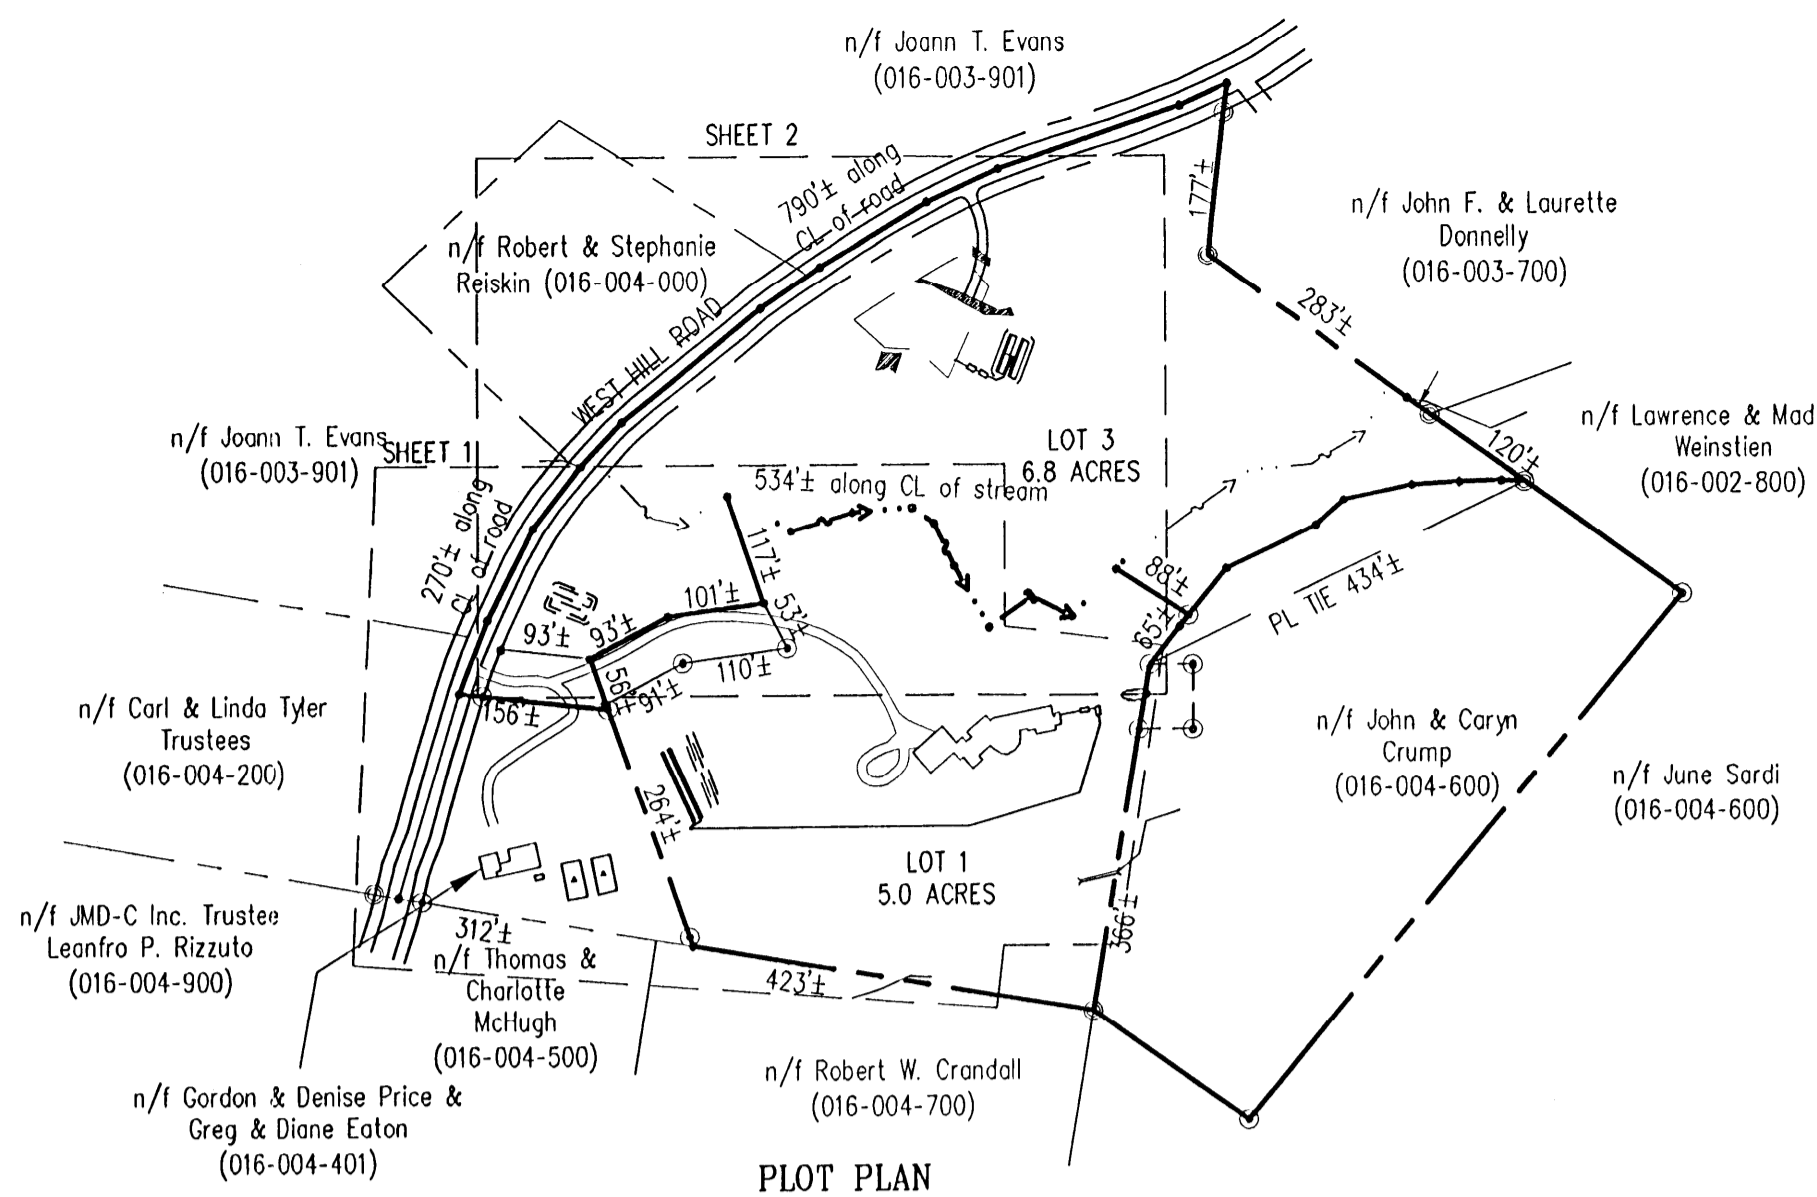 n/f Joann T. Evans
(016-003-901)
SHEET 2
790'± along
CL of road
177'±
n/f John F. & Laurette
Donnelly
(016-003-700)
n/f Robert & Stephanie
Reiskin (016-004-000)
WEST HILL ROAD
283'±
n/f Joann T. Evans
(016-003-901)
SHEET 1
LOT 3
6.8 ACRES
120'±
n/f Lawrence & Mad
Weinstien
(016-002-800)
534'± along CL of stream
270'± along
CL of road
117'±
88'±
PL TIE 434'±
101'±
53'±
93'±
93'±
65'±
110'±
56'±
91'±
156'±
n/f Carl & Linda Tyler
Trustees
(016-004-200)
n/f John & Caryn
Crump
(016-004-600)
n/f June Sardi
(016-004-600)
264'±
LOT 1
5.0 ACRES
366'±
n/f JMD-C Inc. Trustee
Leanfro P. Rizzuto
(016-004-900)
312'±
n/f Thomas &
Charlotte
McHugh
(016-004-500)
423'±
n/f Robert W. Crandall
(016-004-700)
n/f Gordon & Denise Price &
Greg & Diane Eaton
(016-004-401)
PLOT PLAN